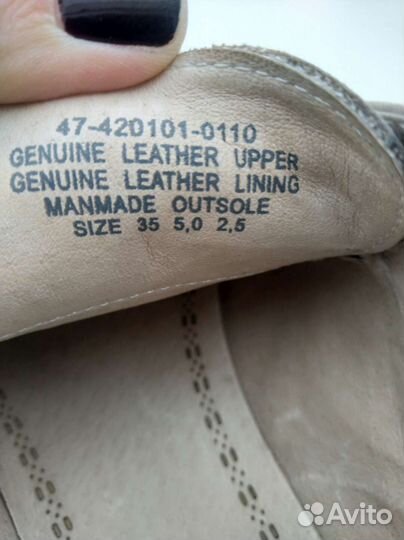 47-420101-0110
GENUINE LEATHER UPPER
GENUINE LEATHER LINING
MANMADE OUTSOLE
SIZE 35 5,0 2,5
Avito